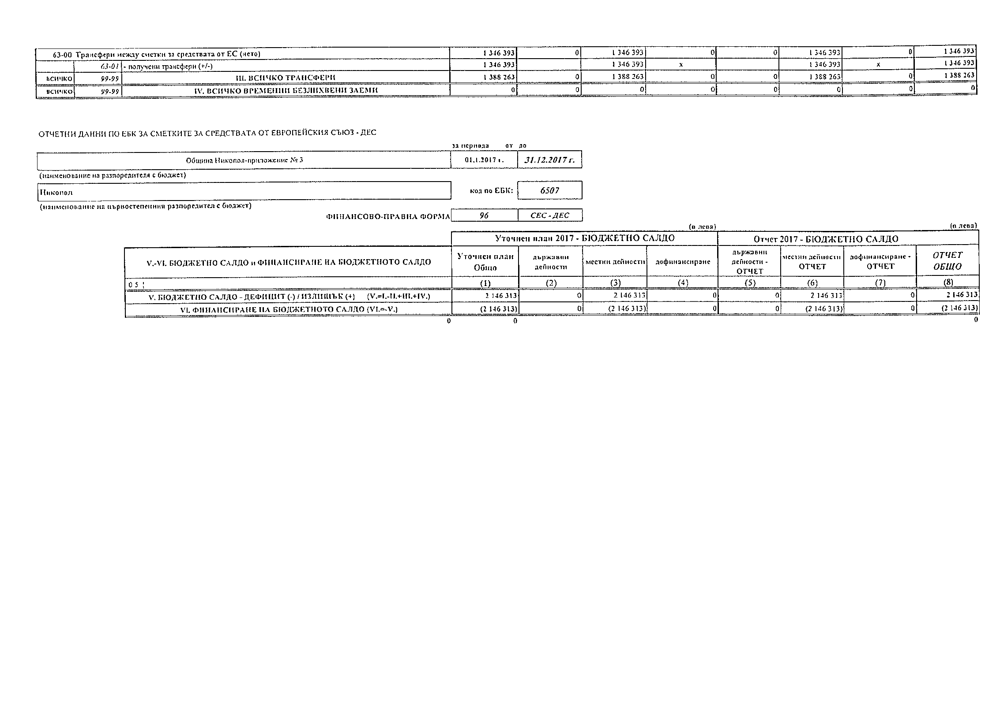 63-00 Трансфери между сметки за средствата от ЕС (нето) 1 346 393 0 1 346 393 0 0 1 346 393 0 1 346 393
63-01 - получени трансфери (+/-) 1 346 393 1 346 393 x 1 346 393 x 1 346 393
всичко 99-99 III. ВСИЧКО ТРАНСФЕРИ 1 388 263 0 1 388 263 0 0 1 388 263 0 1 388 263
всичко 99-99 IV. ВСИЧКО ВРЕМЕННИ БЕЗЛИХВЕНИ ЗАЕМИ 0 0 0 0 0 0 0 0
ОТЧЕТНИ ДАННИ ПО ЕБК ЗА СМЕТКИТЕ ЗА СРЕДСТВАТА ОТ ЕВРОПЕЙСКИЯ СЪЮЗ - ДЕС
за периода от до
Община Никопол-приложение № 3 01.1.2017 г. 31.12.2017 г.
(наименование на разпоредителя с бюджет)
Никопол код по ЕБК: 6507
(наименование на първостепенния разпоредител с бюджет)
ФИНАНСОВО-ПРАВНА ФОРМА 96 СЕС - ДЕС
(в лева) (в лева)
Уточнен план 2017 - БЮДЖЕТНО САЛДО Отчет 2017 - БЮДЖЕТНО САЛДО
V.-VI. БЮДЖЕТНО САЛДО и ФИНАНСИРАНЕ НА БЮДЖЕТНОТО САЛДО
Уточнен план Общо
държавни дейности
местни дейности
дофинансиране
държавни дейности - ОТЧЕТ
местни дейности ОТЧЕТ
дофинансиране - ОТЧЕТ
ОТЧЕТ ОБЩО
0 5 ¦ (1) (2) (3) (4) (5) (6) (7) (8)
V. БЮДЖЕТНО САЛДО - ДЕФИЦИТ (-) / ИЗЛИШЪК (+) (V.=I.-II.+III.+IV.) 2 146 313 0 2 146 313 0 0 2 146 313 0 2 146 313
VI. ФИНАНСИРАНЕ НА БЮДЖЕТНОТО САЛДО (VI.=-V.) (2 146 313) 0 (2 146 313) 0 0 (2 146 313) 0 (2 146 313)
0 0 0